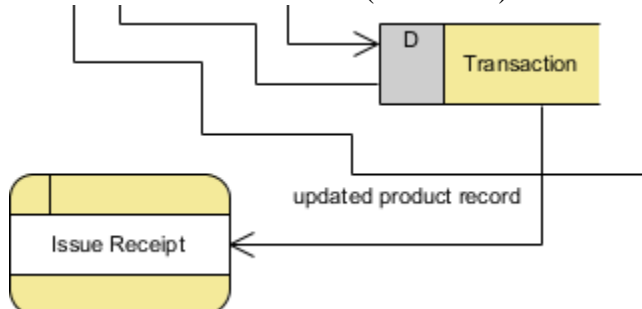 D
Transaction
updated product record
Issue Receipt